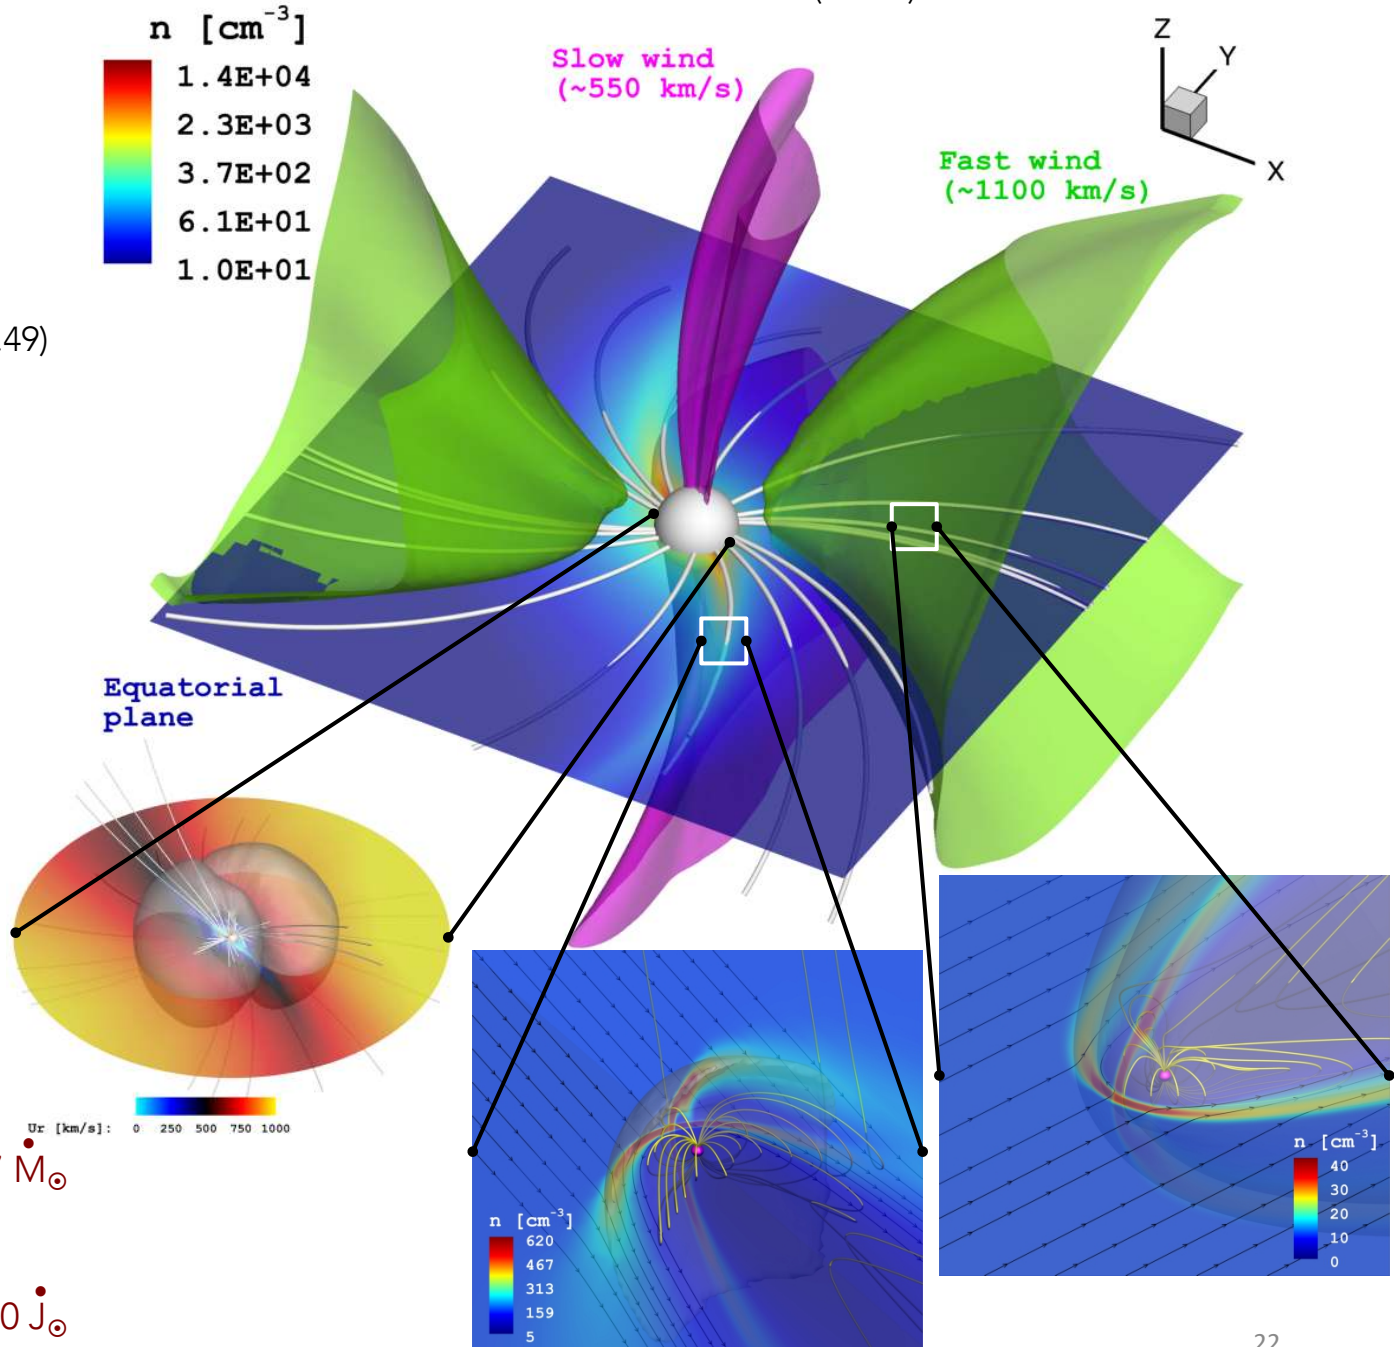 n [cm⁻³]
1.4E+04
2.3E+03
3.7E+02
6.1E+01
1.0E+01
Slow wind
(~550 km/s)
Z
Y
X
Fast wind
(~1100 km/s)
49)
Equatorial
plane
Ur [km/s]: 0 250 500 750 1000
Ṁ☉
0 J̇☉
n [cm⁻³]
620
467
313
159
5
n [cm⁻³]
40
30
20
10
0
22